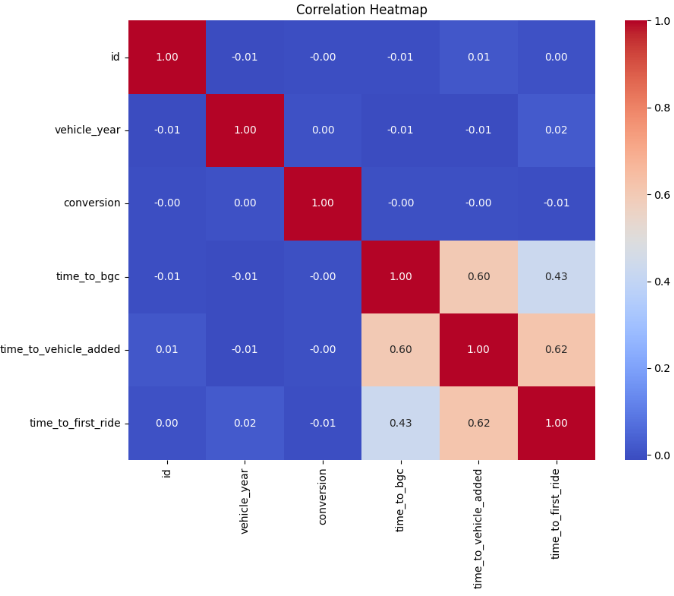 Correlation Heatmap
id 1.00 -0.01 -0.00 -0.01 0.01 0.00
vehicle_year -0.01 1.00 0.00 -0.01 -0.01 0.02
conversion -0.00 0.00 1.00 -0.00 -0.00 -0.01
time_to_bgc -0.01 -0.01 -0.00 1.00 0.60 0.43
time_to_vehicle_added 0.01 -0.01 -0.00 0.60 1.00 0.62
time_to_first_ride 0.00 0.02 -0.01 0.43 0.62 1.00
id
vehicle_year
conversion
time_to_bgc
time_to_vehicle_added
time_to_first_ride
1.0
0.8
0.6
0.4
0.2
0.0